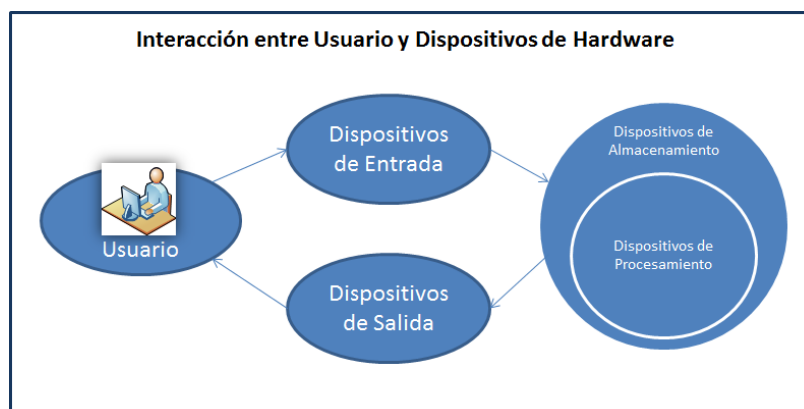 Interacción entre Usuario y Dispositivos de Hardware
Dispositivos
de Entrada
Dispositivos de
Almacenamiento
Usuario
Dispositivos de
Procesamiento
Dispositivos
de Salida